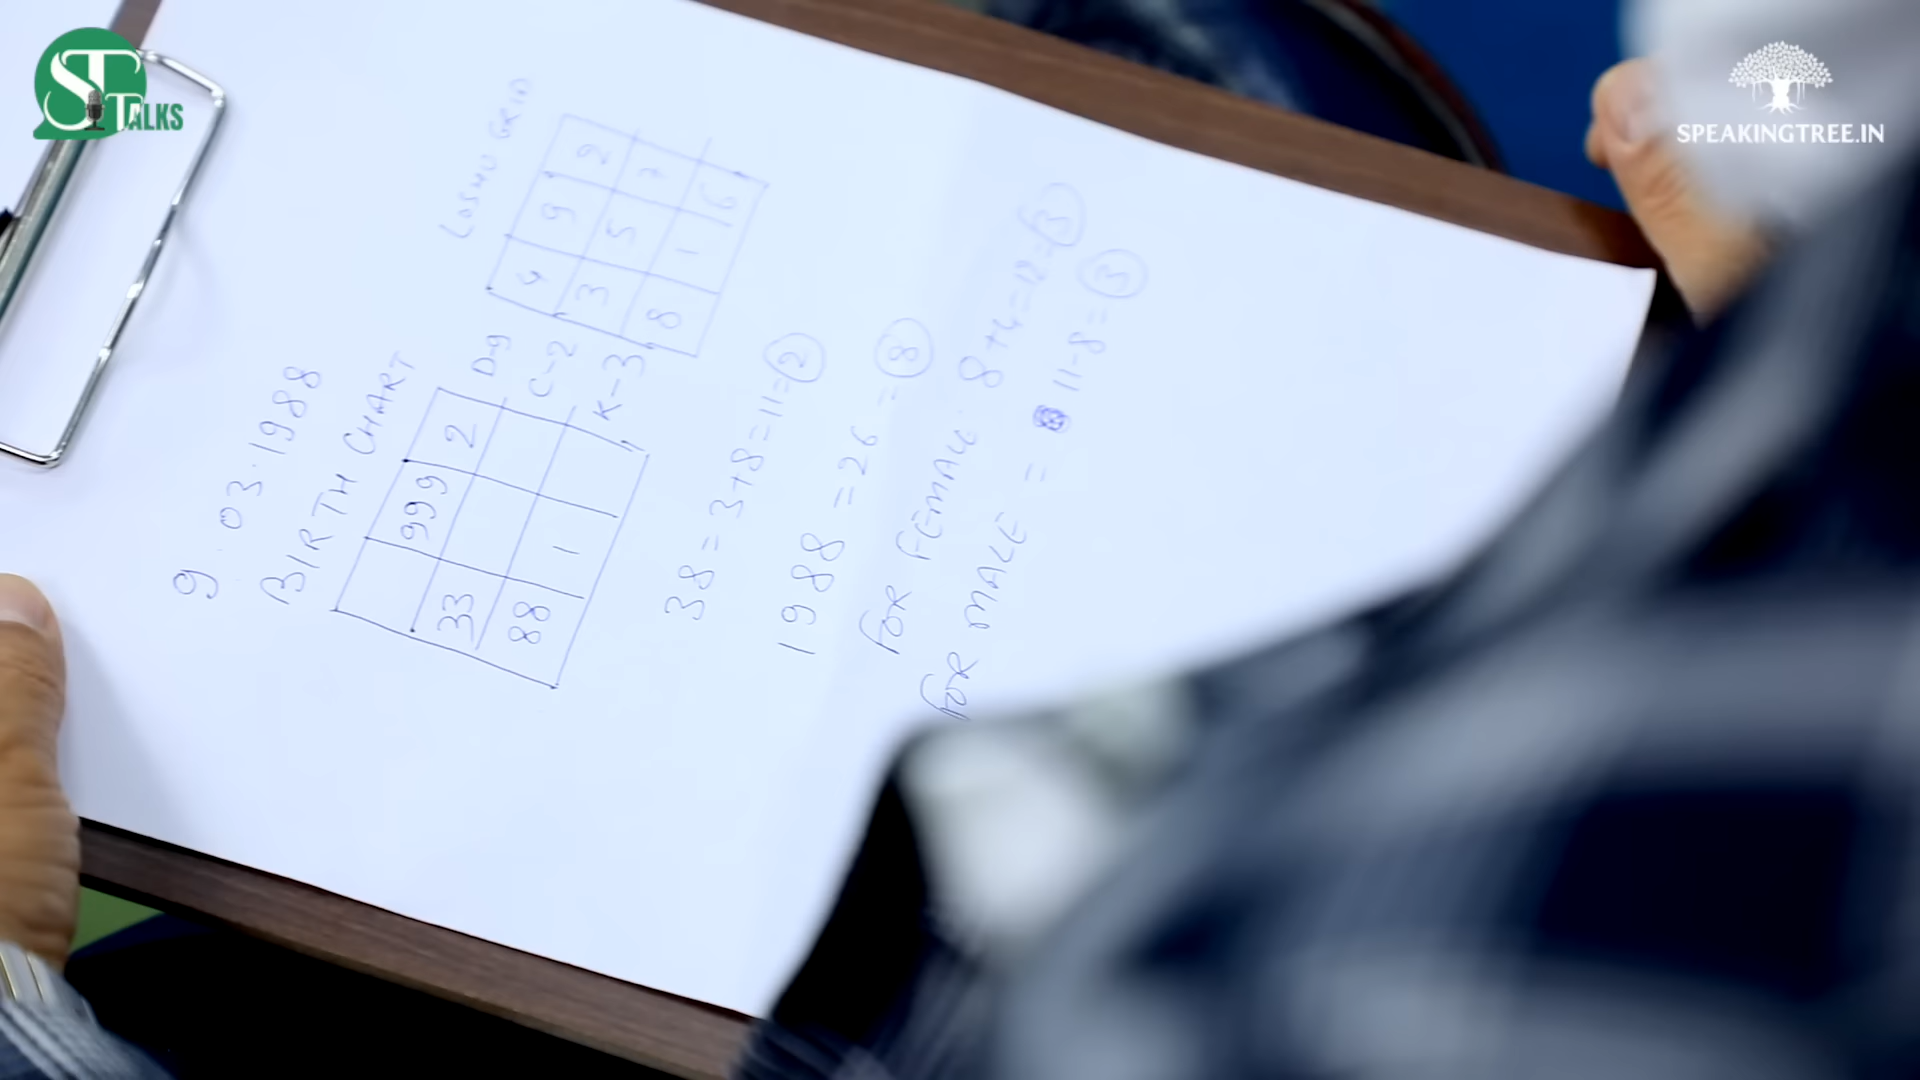 ST TALKS
SPEAKINGTREE.IN
9.03.1988
BIRTH CHART
LOSHU GRID
999 2
33
88 1
D-9
C-2
K-3
4 9 2
3 5 7
8 1 6
38 = 3+8=11=2
1988 = 26 = 8
FOR FEMALE: 8+4=12=3
FOR MALE = 11-8=3